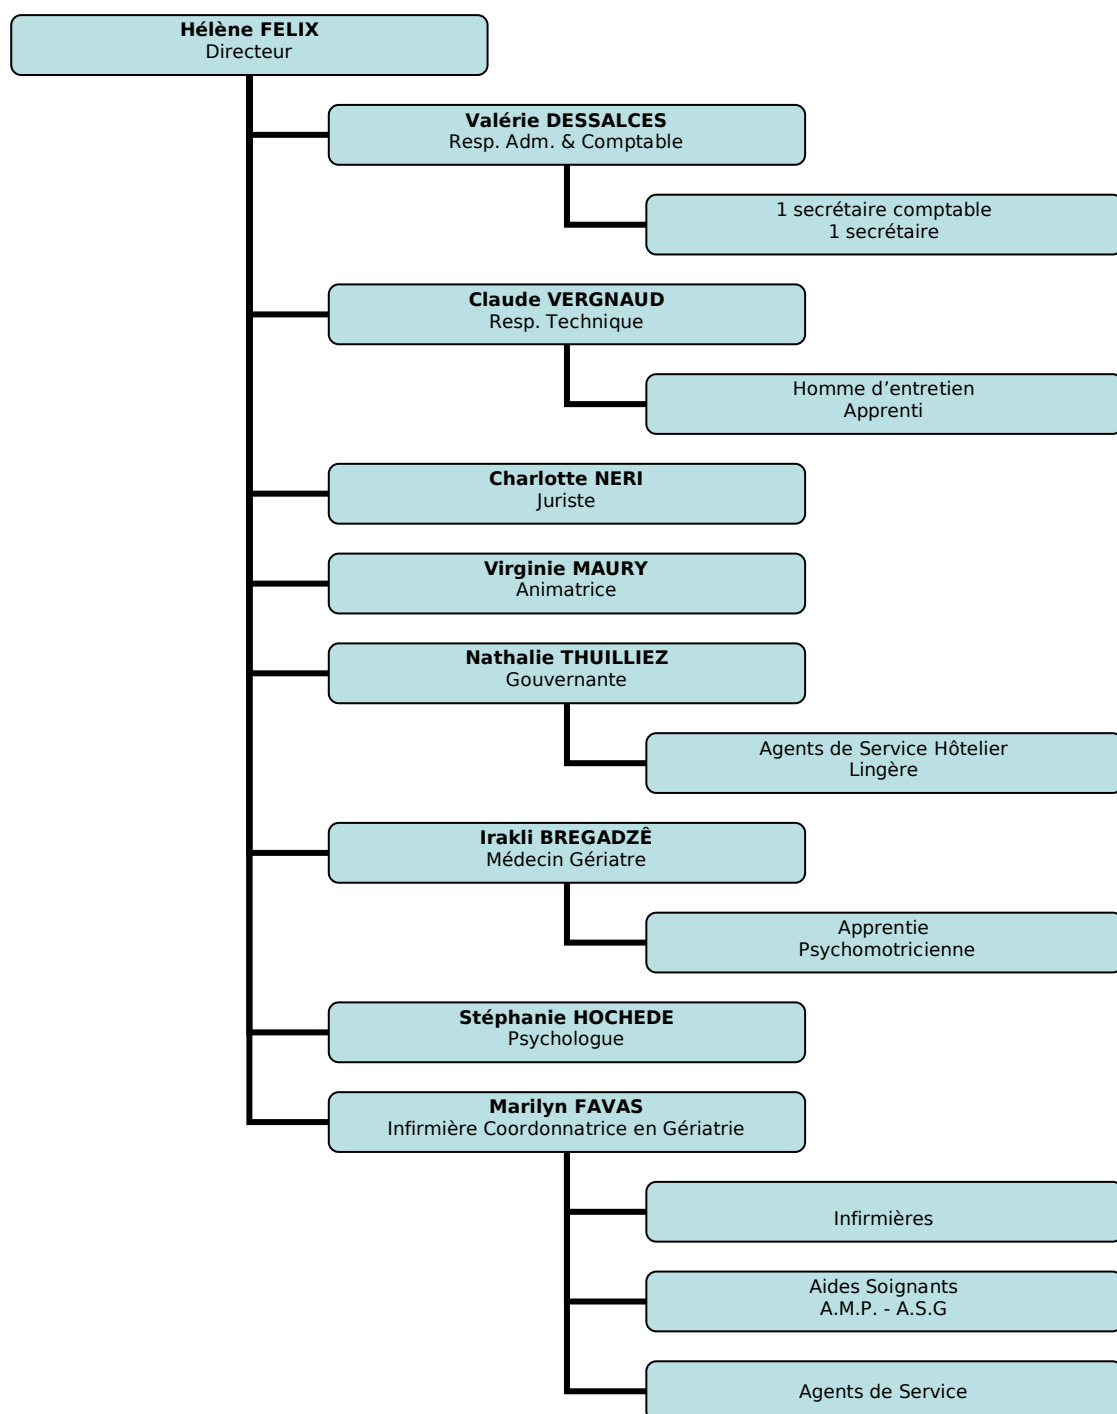 Hélène FELIX
Directeur
Valérie DESSALCES
Resp. Adm. & Comptable
1 secrétaire comptable
1 secrétaire
Claude VERGNAUD
Resp. Technique
Homme d’entretien
Apprenti
Charlotte NERI
Juriste
Virginie MAURY
Animatrice
Nathalie THUILLIEZ
Gouvernante
Agents de Service Hôtelier
Lingère
Irakli BREGADZÊ
Médecin Gériatre
Apprentie
Psychomotricienne
Stéphanie HOCHEDE
Psychologue
Marilyn FAVAS
Infirmière Coordonnatrice en Gériatrie
Infirmières
Aides Soignants
A.M.P. - A.S.G
Agents de Service